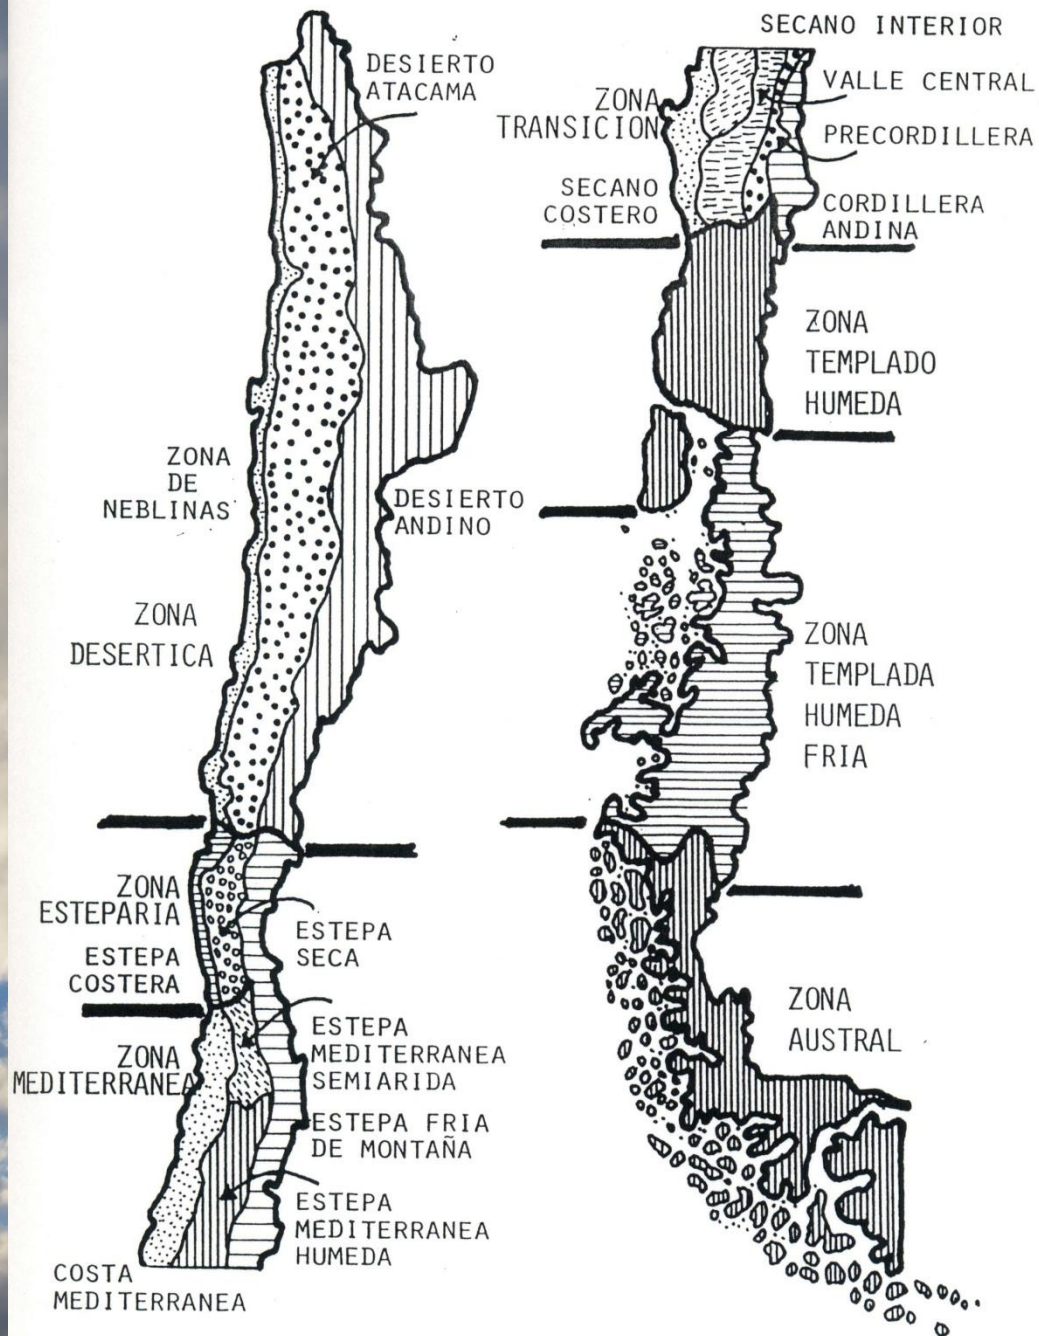 DESIERTO
ATACAMA
ZONA
DE
NEBLINAS
DESIERTO
ANDINO
ZONA
DESERTICA
ZONA
ESTEPARIA
ESTEPA
SECA
ESTEPA
COSTERA
ZONA
MEDITERRANEA
ESTEPA
MEDITERRANEA
SEMIARIDA
ESTEPA FRIA
DE MONTAÑA
ESTEPA
MEDITERRANEA
HUMEDA
COSTA
MEDITERRANEA
SECANO INTERIOR
VALLE CENTRAL
ZONA
TRANSICION
PRECORDILLERA
SECANO
COSTERO
CORDILLERA
ANDINA
ZONA
TEMPLADO
HUMEDA
ZONA
TEMPLADA
HUMEDA
FRIA
ZONA
AUSTRAL